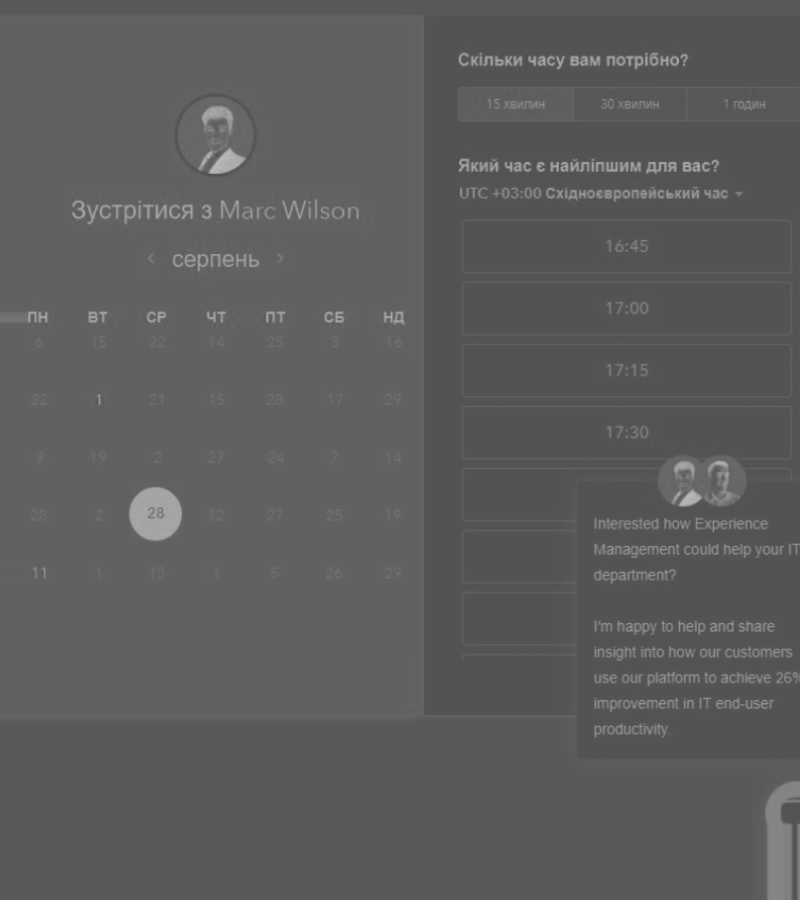 Зустрітися з Marc Wilson
‹ серпень ›
ПН ВТ СР ЧТ ПТ СБ НД
6 15 22 14 25 3 16
22 1 21 15 28 17 29
9 19 2 27 24 7 14
28 2 28 12 27 25 19
11 1 13 1 5 26 29
Скільки часу вам потрібно?
15 хвилин 30 хвилин 1 годин
Який час є найліпшим для вас?
UTC +03:00 Східноєвропейський час
16:45
17:00
17:15
17:30
Interested how Experience
Management could help your IT
department?
I'm happy to help and share
insight into how our customers
use our platform to achieve 26%
improvement in IT end-user
productivity.